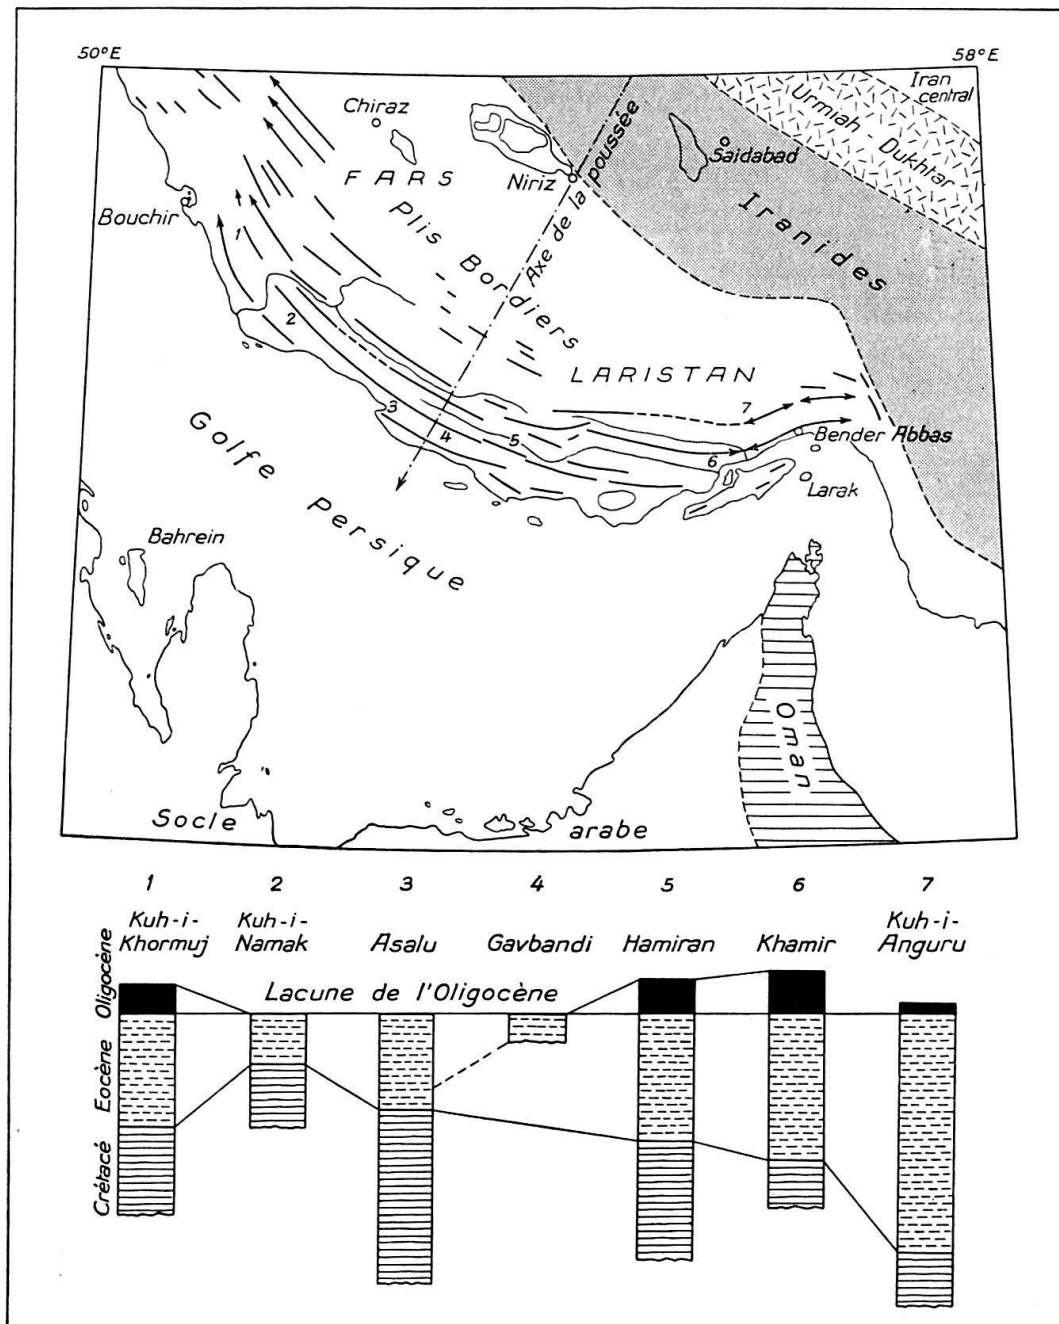 50°E
58°E
Iran
central
Urmiah - Dukhtar
Chiraz
FARS
Niriz
Saidabad
Iranides
Axe de la poussée
Bouchir
Plis Bordiers
1
2
3
4
5
6
7
LARISTAN
Bender Abbas
Larak
Golfe Persique
Bahrein
Oman
Socle arabe
1 2 3 4 5 6 7
Kuh-i-
Khormuj
Kuh-i-
Namak
Asalu
Gavbandi
Hamiran
Khamir
Kuh-i-
Anguru
Oligocène
Lacune de l'Oligocène
Eocène
Crétacé